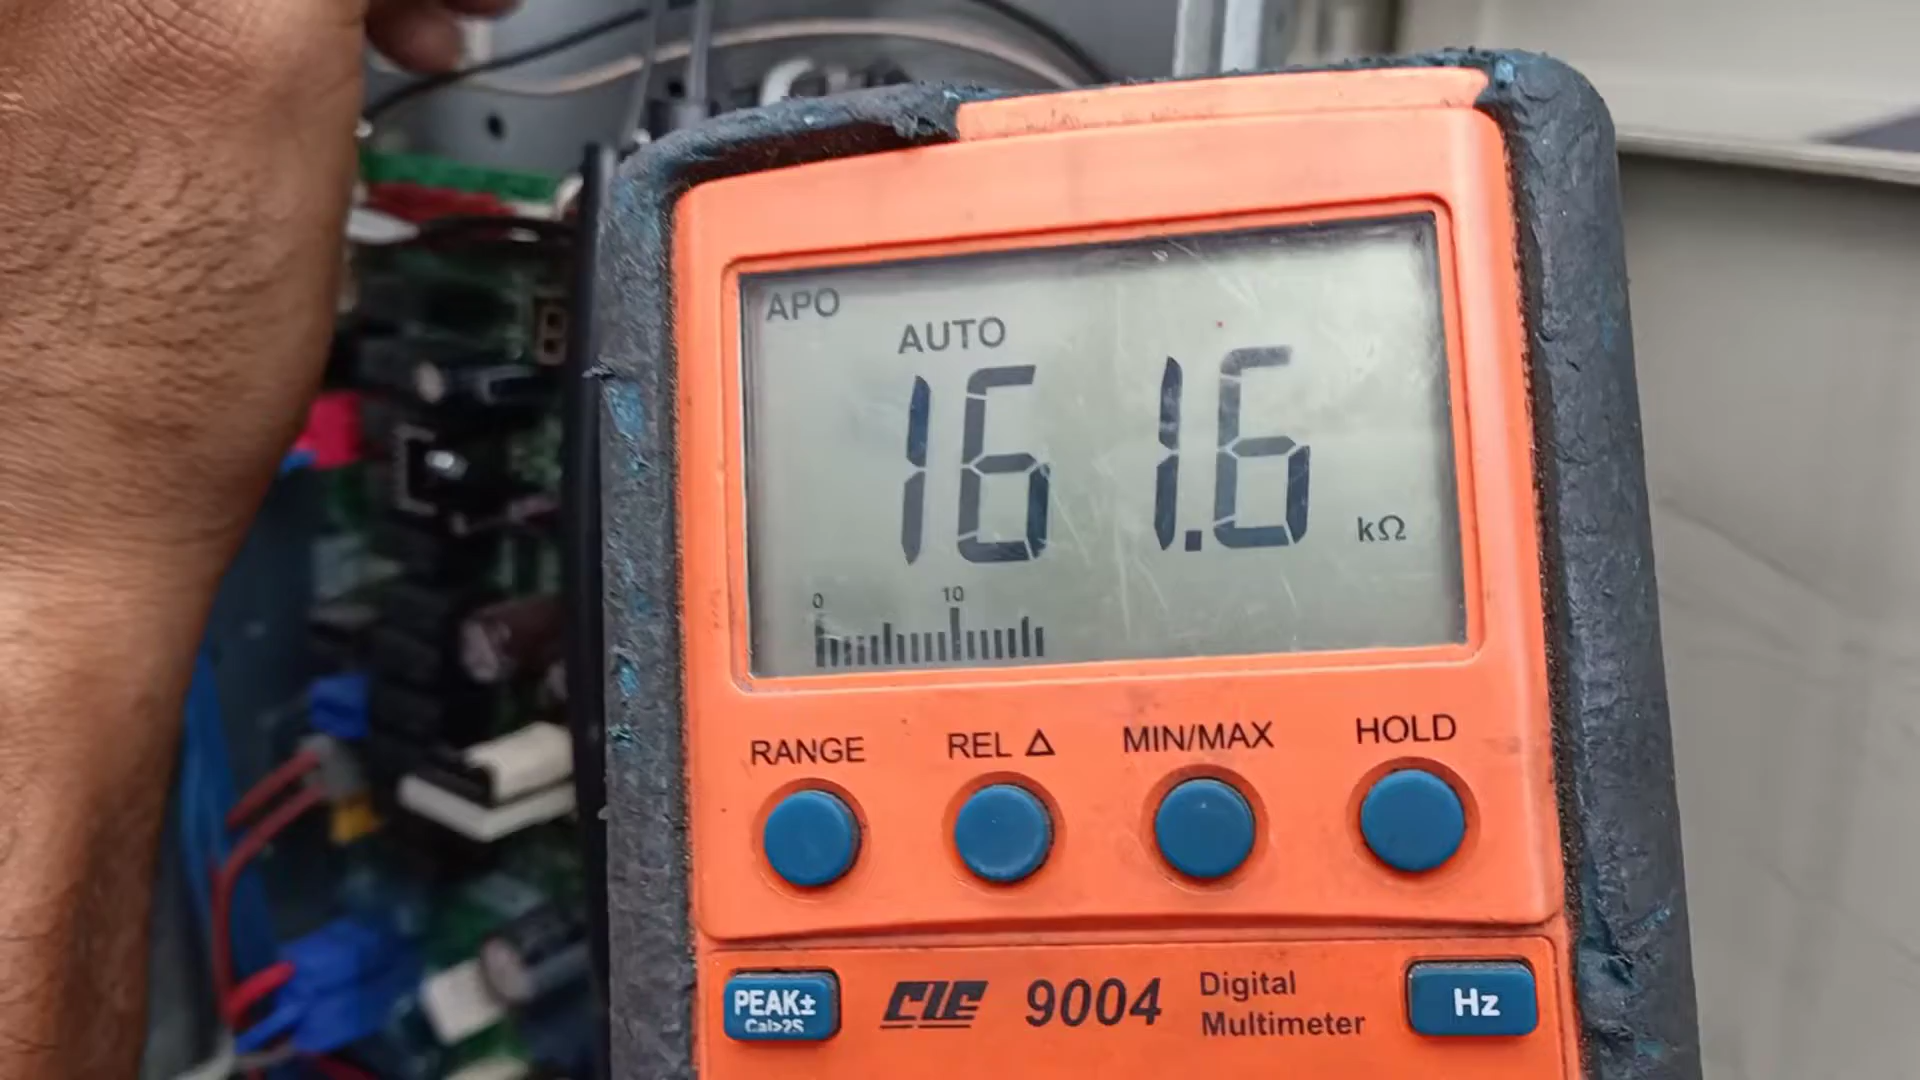 APO
AUTO
161.6 kΩ
0 10
RANGE REL Δ MIN/MAX HOLD
PEAK± CIE 9004 Digital Hz
Cal>2S Multimeter